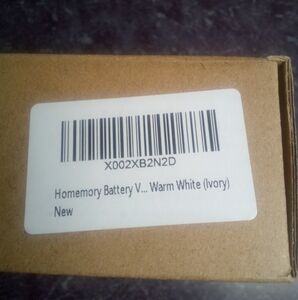 X002XB2N2D
Homemory Battery V... Warm White (Ivory)
New